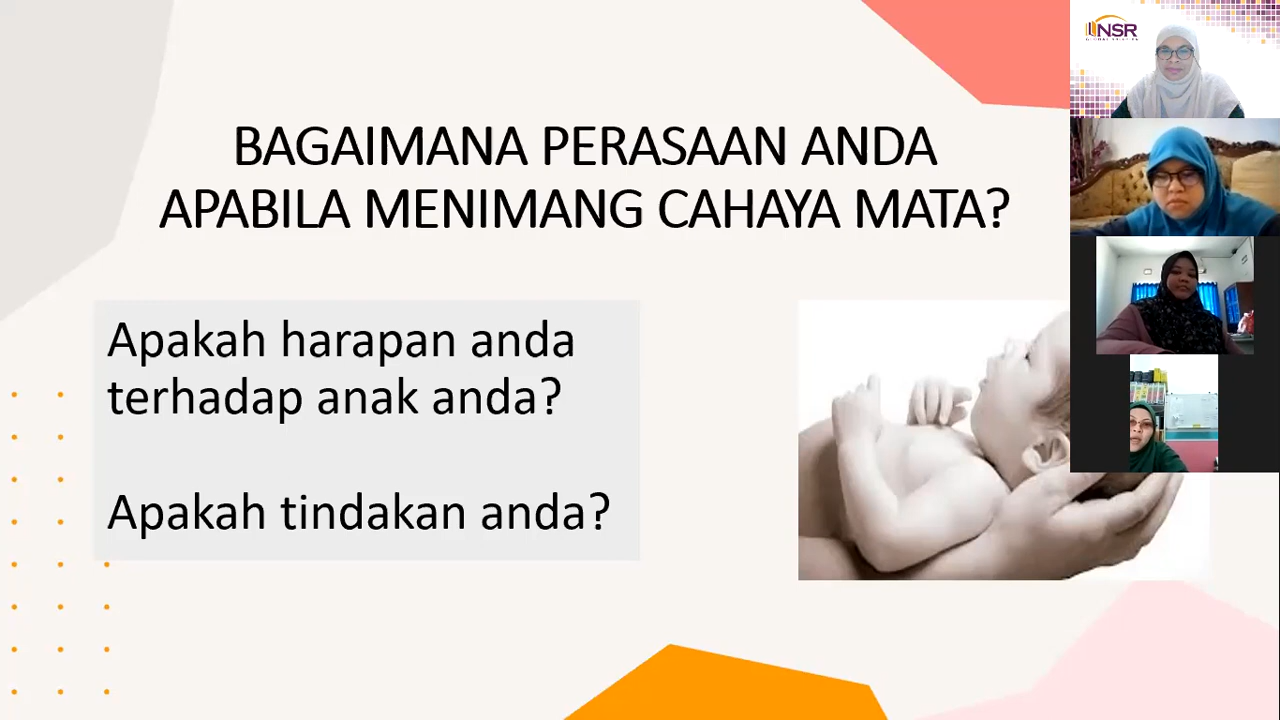 BAGAIMANA PERASAAN ANDA
APABILA MENIMANG CAHAYA MATA?
Apakah harapan anda
terhadap anak anda?
Apakah tindakan anda?
NSR